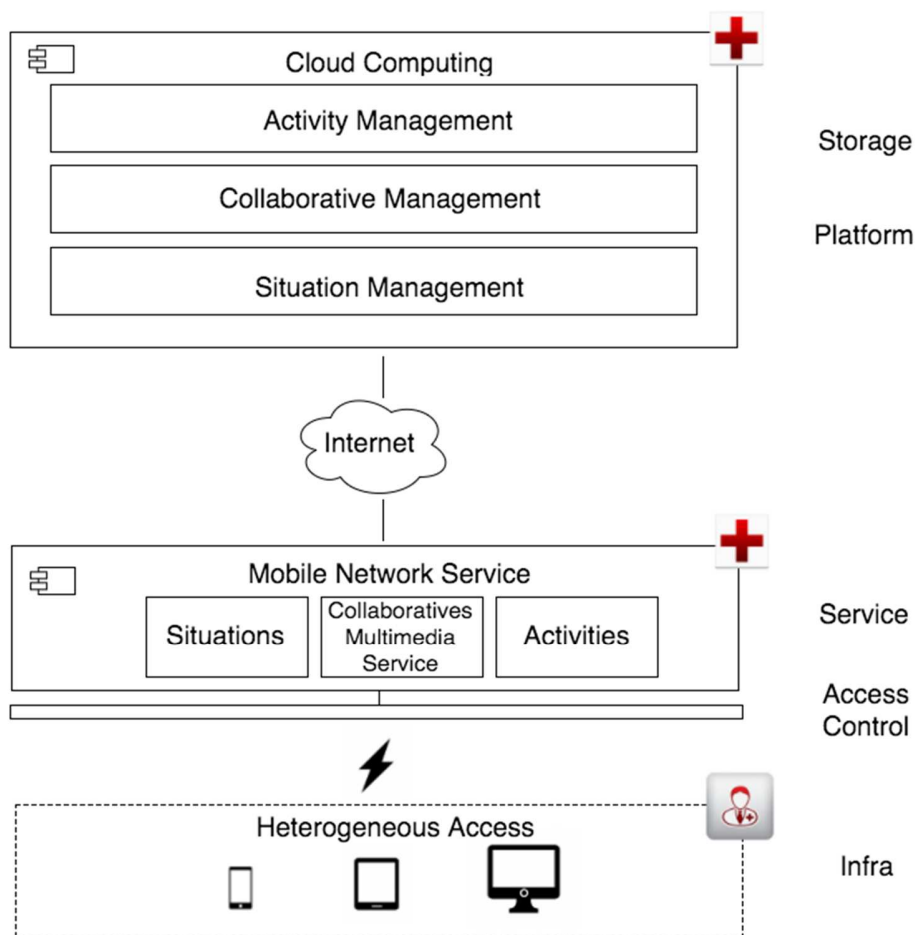 Cloud Computing
Activity Management
Storage
Collaborative Management
Platform
Situation Management
Internet
Mobile Network Service
Situations
Collaboratives
Multimedia
Service
Activities
Service
Access
Control
Heterogeneous Access
Infra